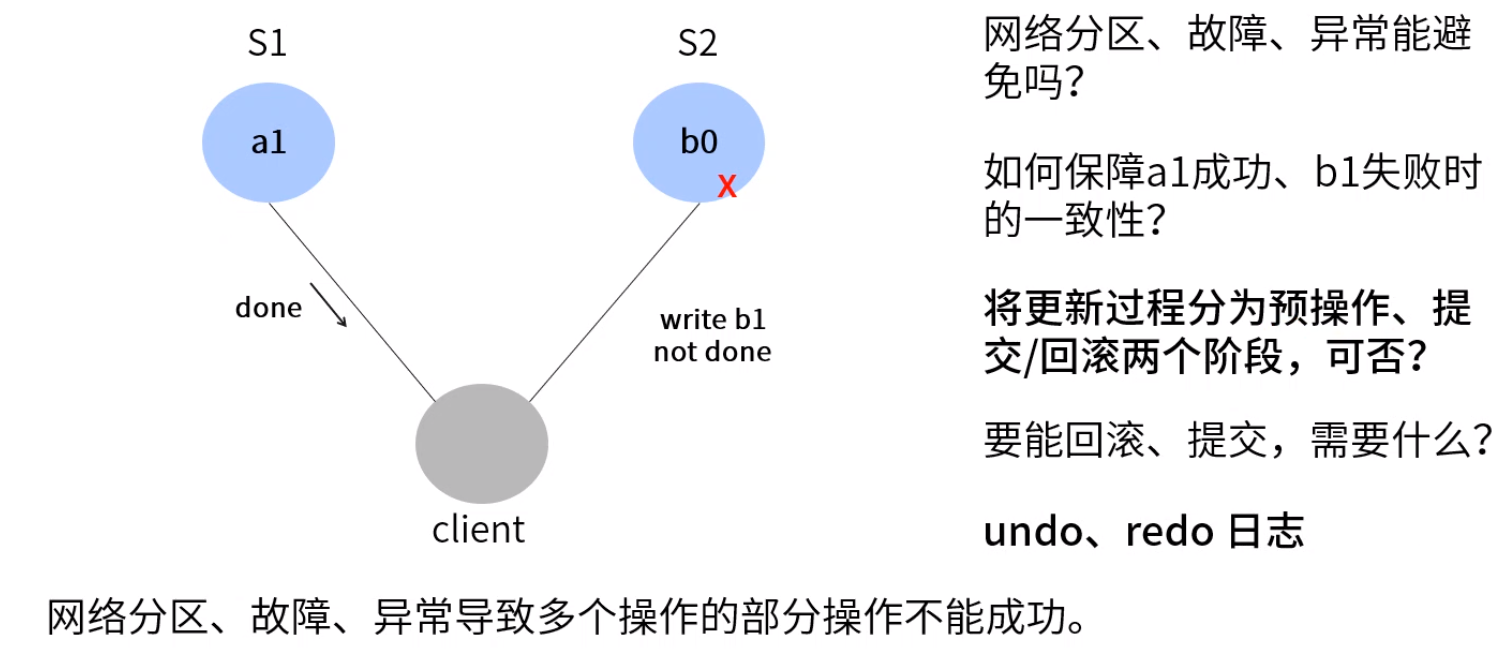 S1
S2
a1
b0
X
done
write b1
not done
client
网络分区、故障、异常能避
免吗？
如何保障a1成功、b1失败时
的一致性？
将更新过程分为预操作、提
交/回滚两个阶段，可否？
要能回滚、提交，需要什么？
undo、redo 日志
网络分区、故障、异常导致多个操作的部分操作不能成功。